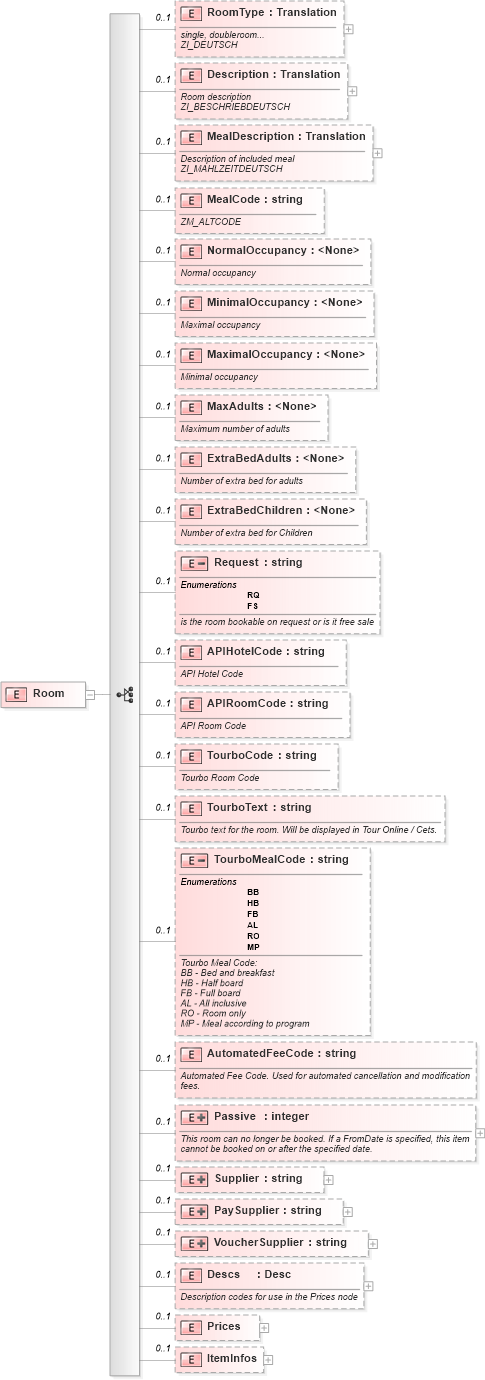 0..1
E RoomType : Translation
single, doubleroom...
ZI_DEUTSCH
0..1
E Description : Translation
Room description
ZI_BESCHRIEBDEUTSCH
0..1
E MealDescription : Translation
Description of included meal
ZI_MAHLZEITDEUTSCH
0..1
E MealCode : string
ZM_ALTCODE
0..1
E NormalOccupancy : <None>
Normal occupancy
0..1
E MinimalOccupancy : <None>
Maximal occupancy
0..1
E MaximalOccupancy : <None>
Minimal occupancy
0..1
E MaxAdults : <None>
Maximum number of adults
0..1
E ExtraBedAdults : <None>
Number of extra bed for adults
0..1
E ExtraBedChildren : <None>
Number of extra bed for Children
0..1
E Request : string
Enumerations
RQ
FS
is the room bookable on request or is it free sale
0..1
E APIHotelCode : string
API Hotel Code
E Room
0..1
E APIRoomCode : string
API Room Code
0..1
E TourboCode : string
Tourbo Room Code
0..1
E TourboText : string
Tourbo text for the room. Will be displayed in Tour Online / Gets.
0..1
E TourboMealCode : string
Enumerations
BB
HB
FB
AL
RO
MP
Tourbo Meal Code:
BB - Bed and breakfast
HB - Half board
FB - Full board
AL - All inclusive
RO - Room only
MP - Meal according to program
0..1
E AutomatedFeeCode : string
Automated Fee Code. Used for automated cancellation and modification
fees.
0..1
E Passive : integer
This room can no longer be booked. If a FromDate is specified, this item
cannot be booked on or after the specified date.
0..1
E Supplier : string
0..1
E PaySupplier : string
0..1
E VoucherSupplier : string
0..1
E Descs : Desc
Description codes for use in the Prices node
0..1
E Prices
0..1
E ItemInfos